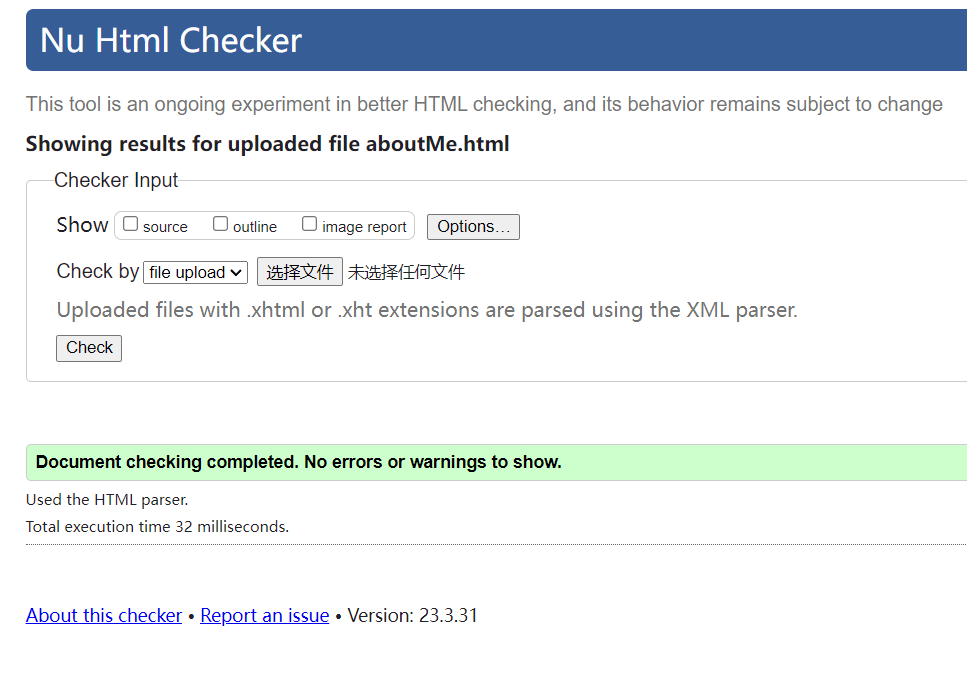 Nu Html Checker
This tool is an ongoing experiment in better HTML checking, and its behavior remains subject to change
Showing results for uploaded file aboutMe.html
Checker Input
Show source outline image report Options...
Check by file upload 选择文件 未选择任何文件
Uploaded files with .xhtml or .xht extensions are parsed using the XML parser.
Check
Document checking completed. No errors or warnings to show.
Used the HTML parser.
Total execution time 32 milliseconds.
About this checker • Report an issue • Version: 23.3.31